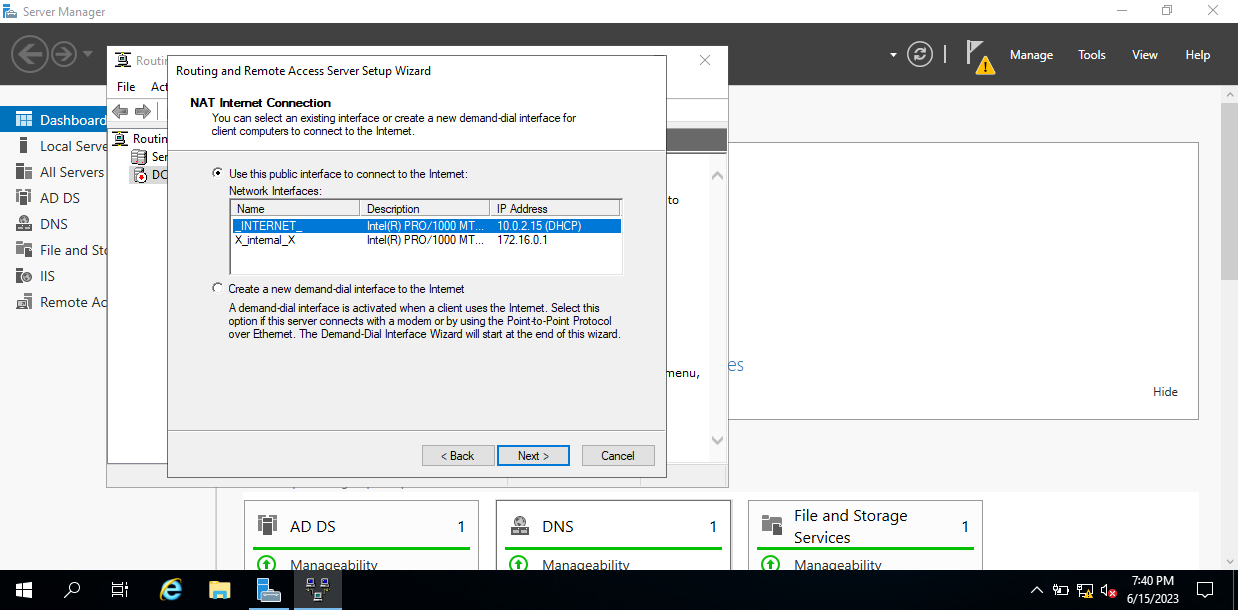 Server Manager
Manage
Tools
View
Help
Routin
File
Act
Dashboard
Local Serve
All Servers
AD DS
DNS
File and Sto
IIS
Remote Ac
Routin
Ser
DC
Routing and Remote Access Server Setup Wizard
NAT Internet Connection
You can select an existing interface or create a new demand-dial interface for
client computers to connect to the Internet.
Use this public interface to connect to the Internet:
Network Interfaces:
Name Description IP Address
_INTERNET_ Intel(R) PRO/1000 MT... 10.0.2.15 (DHCP)
X_internal_X Intel(R) PRO/1000 MT... 172.16.0.1
Create a new demand-dial interface to the Internet
A demand-dial interface is activated when a client uses the Internet. Select this
option if this server connects with a modem or by using the Point-to-Point Protocol
over Ethernet. The Demand-Dial Interface Wizard will start at the end of this wizard.
< Back
Next >
Cancel
to
menu,
es
Hide
AD DS 1
Manageability
DNS 1
Manageability
File and Storage
Services 1
Manageability
7:40 PM
6/15/2023